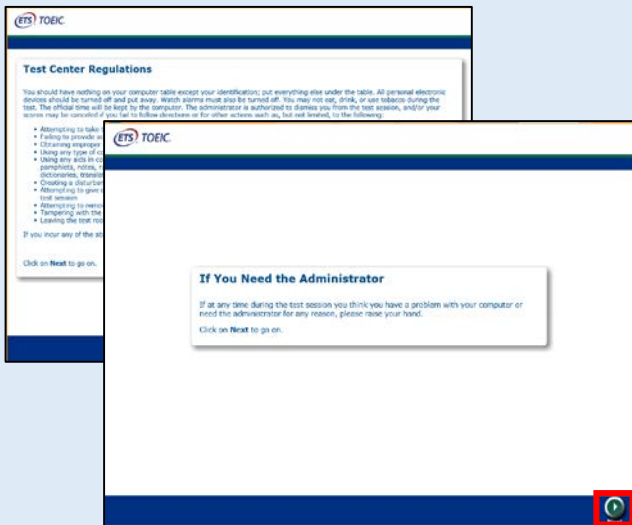 ETS TOEIC.
Test Center Regulations
You should have nothing on your computer table except your identification; put everything else under the table. All personal electronic
devices should be turned off and put away. Watch alarms must also be turned off. You may not eat, drink, or use tobacco during the
test. The official time will be kept by the computer. The administrator is authorized to dismiss you from the test session, and/or your
scores may be canceled if you fail to follow directions or for other actions such as, but not limited, to the following:
Attempting to take
Failing to provide
Obtaining improper
Using any type of
Using any aids in
pamphlets, notes,
dictionaries,
Creating a
Attempting to give
test session
Attempting to
Tampering with the
Leaving the test
If you incur any of the
Click on Next to go on.
ETS TOEIC.
If You Need the Administrator
If at any time during the test session you think you have a problem with your computer or
need the administrator for any reason, please raise your hand.
Click on Next to go on.